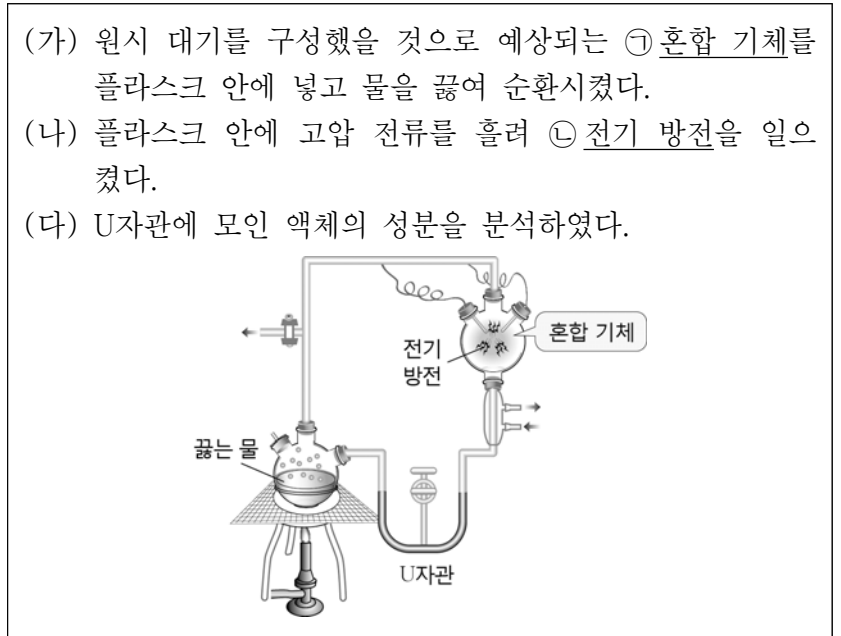 (가) 원시 대기를 구성했을 것으로 예상되는 ㉠ 혼합 기체를
플라스크 안에 넣고 물을 끓여 순환시켰다.
(나) 플라스크 안에 고압 전류를 흘려 ㉡ 전기 방전을 일으
켰다.
(다) U자관에 모인 액체의 성분을 분석하였다.
혼합 기체
전기
방전
끓는 물
U자관